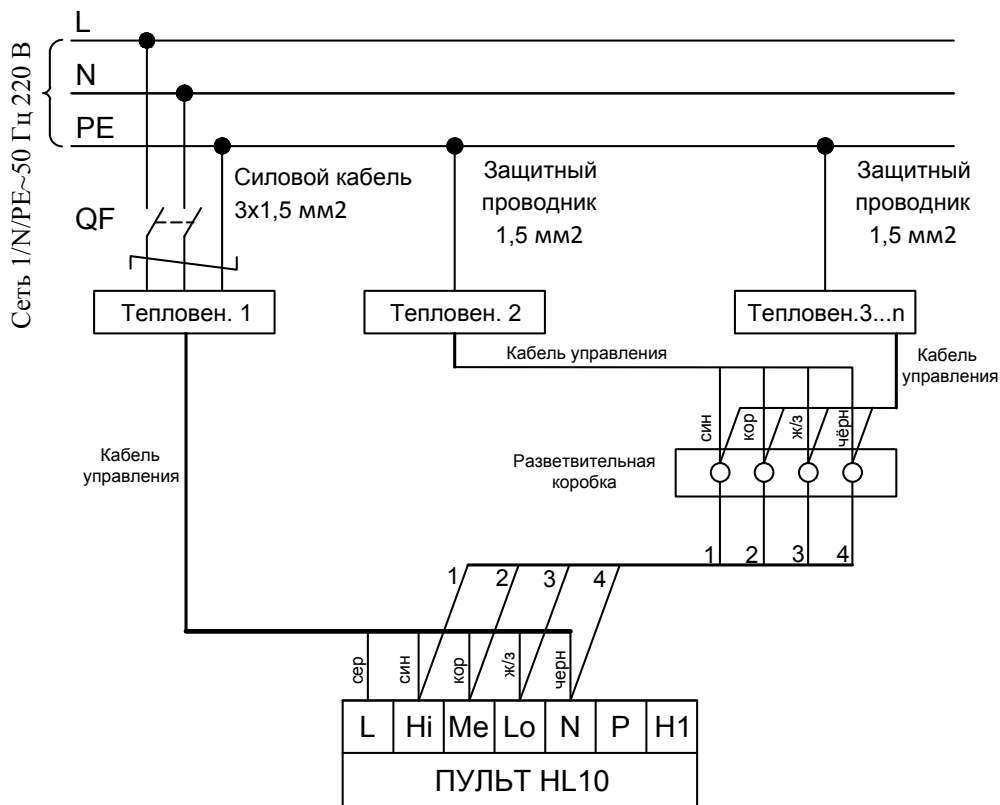 L
N
PE
Сеть 1/N/PE~50 Гц 220 В
QF
Силовой кабель
3х1,5 мм2
Защитный
проводник
1,5 мм2
Защитный
проводник
1,5 мм2
Тепловен. 1
Тепловен. 2
Тепловен.3...n
Кабель управления
Кабель
управления
син
кор
ж/з
чёрн
Кабель
управления
Разветвительная
коробка
1
2
3
4
1
2
3
4
сер
син
кор
ж/з
черн
L
Hi
Me
Lo
N
P
H1
ПУЛЬТ HL10